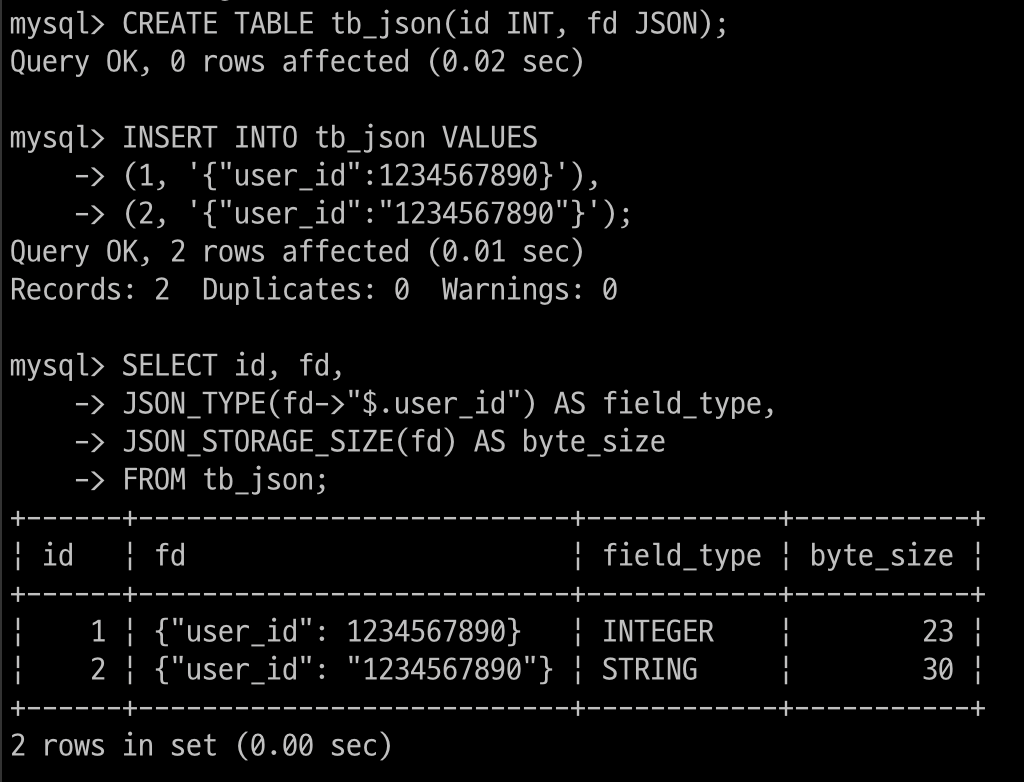 mysql> CREATE TABLE tb_json(id INT, fd JSON);
Query OK, 0 rows affected (0.02 sec)

mysql> INSERT INTO tb_json VALUES
    -> (1, '{"user_id":1234567890}'),
    -> (2, '{"user_id":"1234567890"}');
Query OK, 2 rows affected (0.01 sec)
Records: 2  Duplicates: 0  Warnings: 0

mysql> SELECT id, fd,
    -> JSON_TYPE(fd->"$.user_id") AS field_type,
    -> JSON_STORAGE_SIZE(fd) AS byte_size
    -> FROM tb_json;
+------+---------------------------+------------+-----------+
¦ id   ¦ fd                        ¦ field_type ¦ byte_size ¦
+------+---------------------------+------------+-----------+
¦    1 ¦ {"user_id": 1234567890}   ¦ INTEGER    ¦        23 ¦
¦    2 ¦ {"user_id": "1234567890"} ¦ STRING     ¦        30 ¦
+------+---------------------------+------------+-----------+
2 rows in set (0.00 sec)